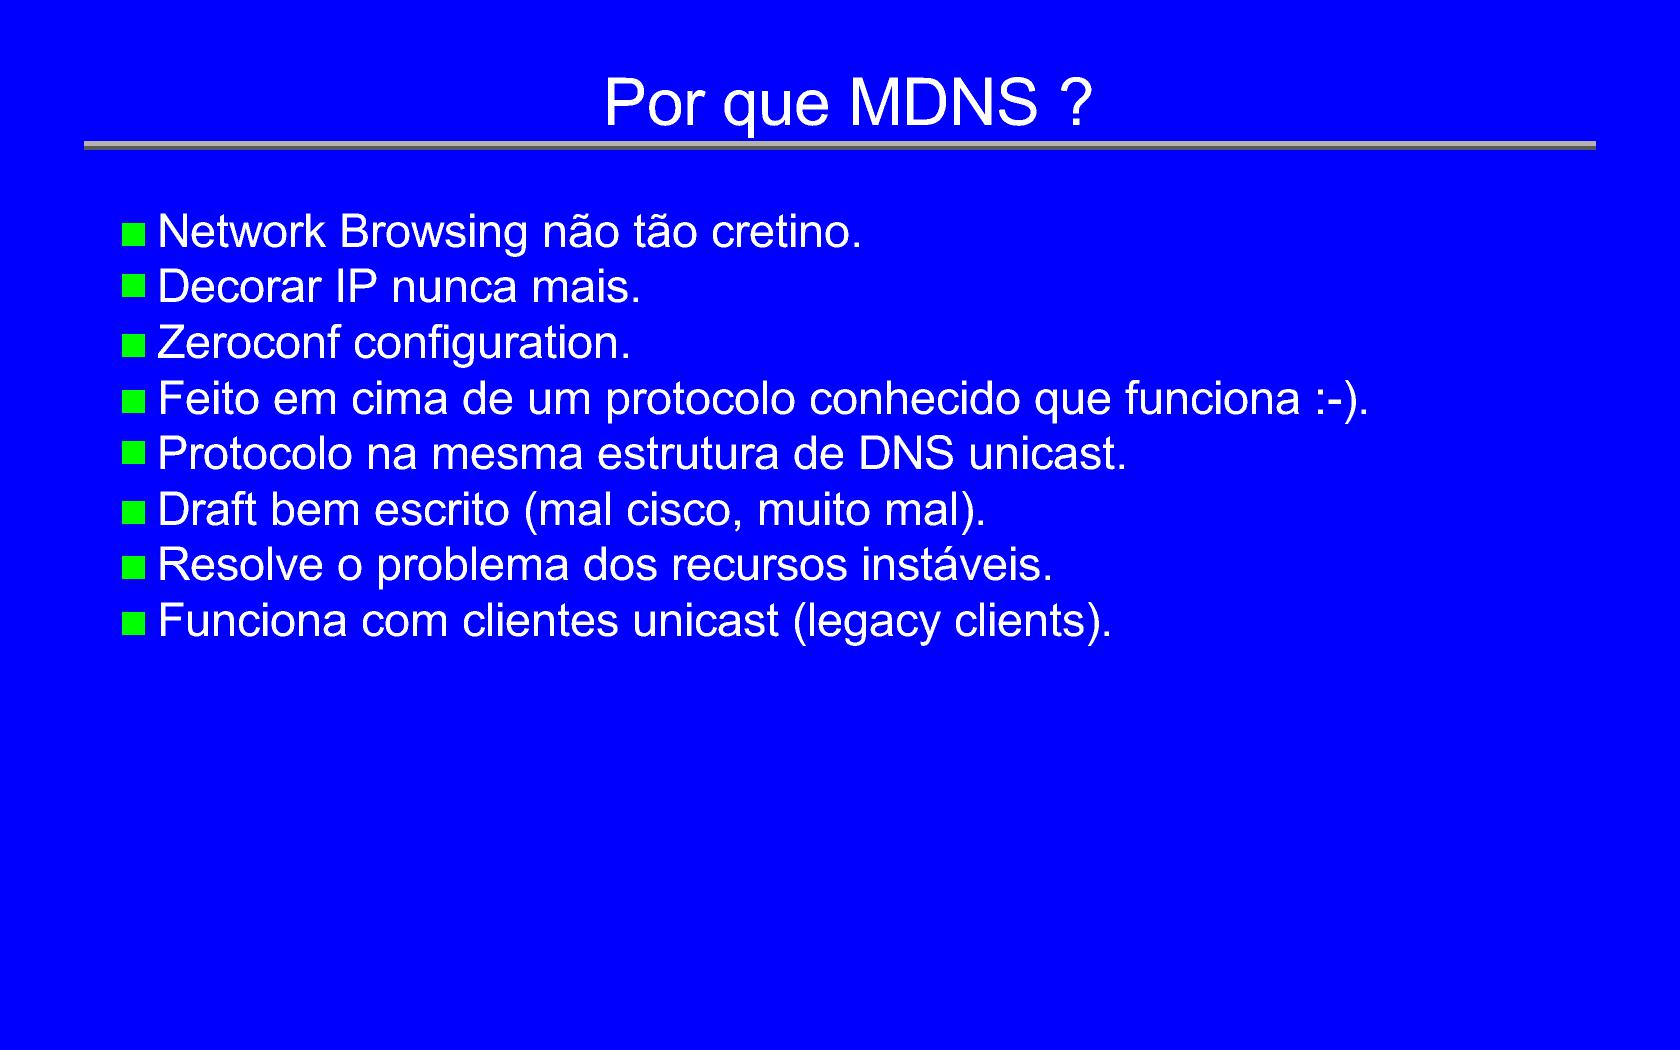 Por que MDNS ?
Network Browsing não tão cretino.
Decorar IP nunca mais.
Zeroconf configuration.
Feito em cima de um protocolo conhecido que funciona :-).
Protocolo na mesma estrutura de DNS unicast.
Draft bem escrito (mal cisco, muito mal).
Resolve o problema dos recursos instáveis.
Funciona com clientes unicast (legacy clients).